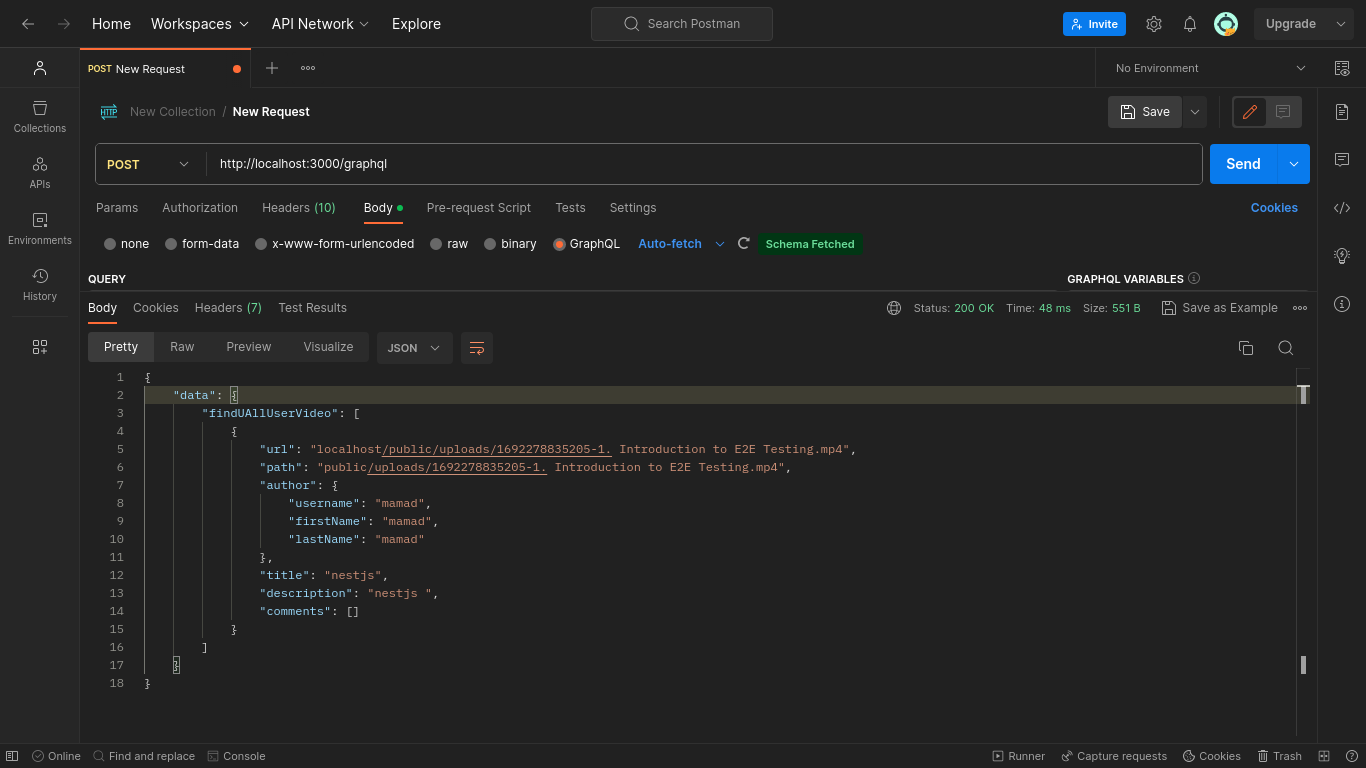 Home Workspaces API Network Explore Search Postman Invite Upgrade
POST New Request No Environment
HTTP New Collection / New Request Save
Collections
POST http://localhost:3000/graphql Send
APIs
Params Authorization Headers (10) Body Pre-request Script Tests Settings Cookies
Environments
none form-data x-www-form-urlencoded raw binary GraphQL Auto-fetch Schema Fetched
QUERY GRAPHQL VARIABLES
History
Body Cookies Headers (7) Test Results Status: 200 OK Time: 48 ms Size: 551 B Save as Example
Pretty Raw Preview Visualize JSON
1 {
2 "data": {
3 "findUAllUserVideo": [
4 {
5 "url": "localhost/public/uploads/1692278835205-1. Introduction to E2E Testing.mp4",
6 "path": "public/uploads/1692278835205-1. Introduction to E2E Testing.mp4",
7 "author": {
8 "username": "mamad",
9 "firstName": "mamad",
10 "lastName": "mamad"
11 },
12 "title": "nestjs",
13 "description": "nestjs ",
14 "comments": []
15 }
16 ]
17 }
18 }
Online Find and replace Console Runner Capture requests Cookies Trash